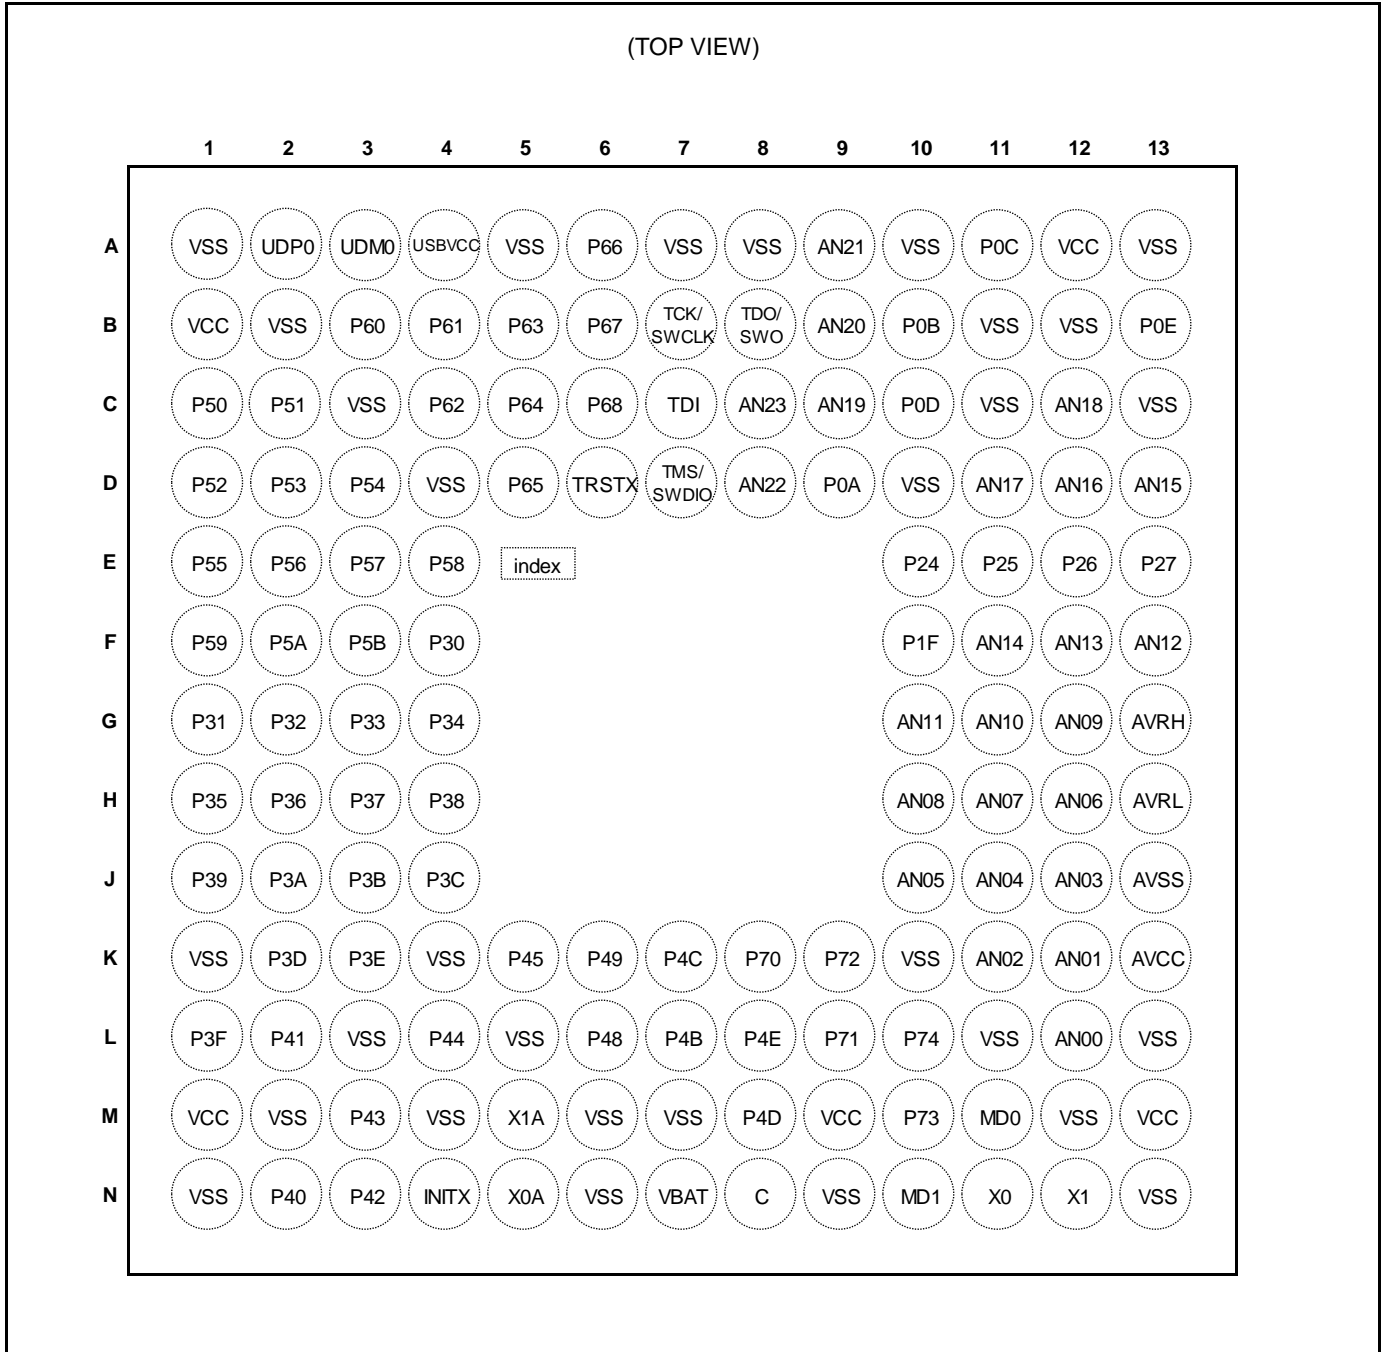 (TOP VIEW)
1 2 3 4 5 6 7 8 9 10 11 12 13
A VSS UDP0 UDM0 USBVCC VSS P66 VSS VSS AN21 VSS P0C VCC VSS
B VCC VSS P60 P61 P63 P67 TCK/SWCLK TDO/SWO AN20 P0B VSS VSS P0E
C P50 P51 VSS P62 P64 P68 TDI AN23 AN19 P0D VSS AN18 VSS
D P52 P53 P54 VSS P65 TRSTX TMS/SWDIO AN22 P0A VSS AN17 AN16 AN15
E P55 P56 P57 P58 index P24 P25 P26 P27
F P59 P5A P5B P30 P1F AN14 AN13 AN12
G P31 P32 P33 P34 AN11 AN10 AN09 AVRH
H P35 P36 P37 P38 AN08 AN07 AN06 AVRL
J P39 P3A P3B P3C AN05 AN04 AN03 AVSS
K VSS P3D P3E VSS P45 P49 P4C P70 P72 VSS AN02 AN01 AVCC
L P3F P41 VSS P44 VSS P48 P4B P4E P71 P74 VSS AN00 VSS
M VCC VSS P43 VSS X1A VSS VSS P4D VCC P73 MD0 VSS VCC
N VSS P40 P42 INITX X0A VSS VBAT C VSS MD1 X0 X1 VSS